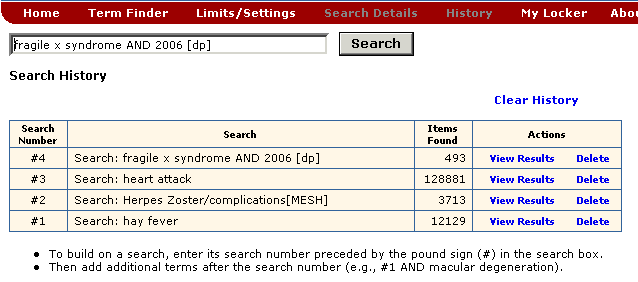 Home Term Finder Limits/Settings Search Details History My Locker Abou
fragile x syndrome AND 2006 [dp] Search
Search History
Clear History
Search Number Search Items Found Actions
#4 Search: fragile x syndrome AND 2006 [dp] 493 View Results Delete
#3 Search: heart attack 128881 View Results Delete
#2 Search: Herpes Zoster/complications[MESH] 3713 View Results Delete
#1 Search: hay fever 12129 View Results Delete
• To build on a search, enter its search number preceded by the pound sign (#) in the search box.
• Then add additional terms after the search number (e.g., #1 AND macular degeneration).